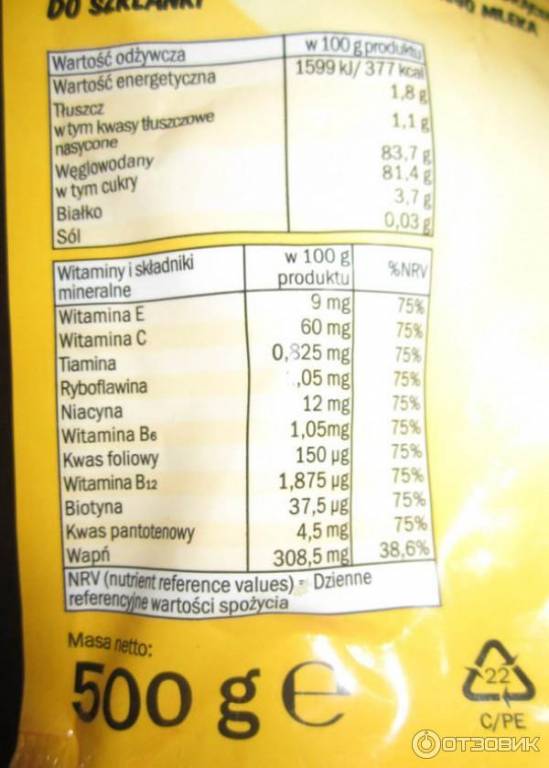 DO SZKLANKI
MLEKA
Wartość odżywcza w 100 g produktu
Wartość energetyczna 1599 kJ/ 377 kcal
Tłuszcz 1,8 g
w tym kwasy tłuszczowe
nasycone 1,1 g
Węglowodany 83,7 g
w tym cukry 81,4 g
Białko 3,7 g
Sól 0,03 g
Witaminy i składniki w 100 g %NRV
mineralne produktu
Witamina E 9 mg 75%
Witamina C 60 mg 75%
Tiamina 0,825 mg 75%
Ryboflawina ,05 mg 75%
Niacyna 12 mg 75%
Witamina B6 1,05mg 75%
Kwas foliowy 150 µg 75%
Witamina B12 1,875 µg 75%
Biotyna 37,5 µg 75%
Kwas pantotenowy 4,5 mg 75%
Wapń 308,5 mg 38,6%
NRV (nutrient reference values) - Dzienne
referencyjne wartości spożycia
Masa netto:
500 g e
22
C/PE
ОТЗОВИК